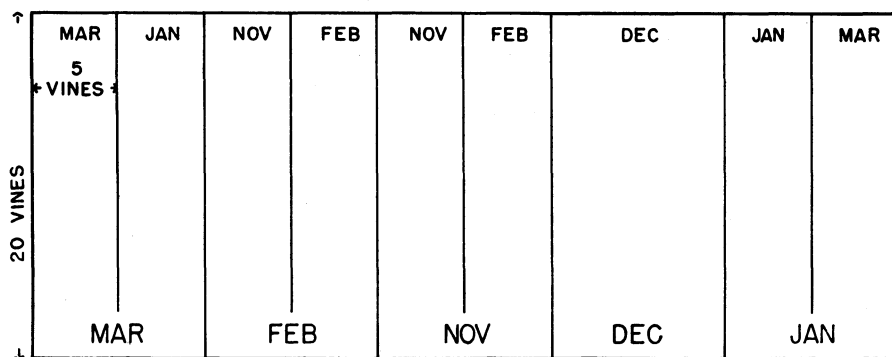 MAR JAN NOV FEB NOV FEB DEC JAN MAR
5
VINES
20 VINES
MAR FEB NOV DEC JAN